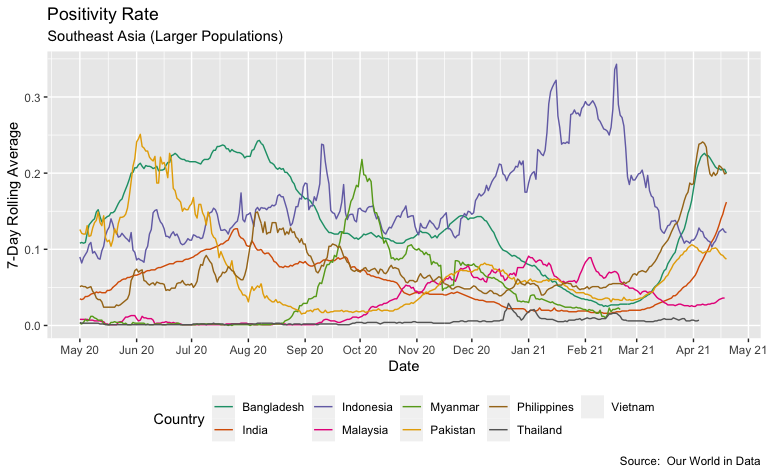 Positivity Rate
Southeast Asia (Larger Populations)
7-Day Rolling Average
0.3
0.2
0.1
0.0
May 20 Jun 20 Jul 20 Aug 20 Sep 20 Oct 20 Nov 20 Dec 20 Jan 21 Feb 21 Mar 21 Apr 21 May 21
Date
Country
Bangladesh Indonesia Myanmar Philippines Vietnam
India Malaysia Pakistan Thailand
Source: Our World in Data